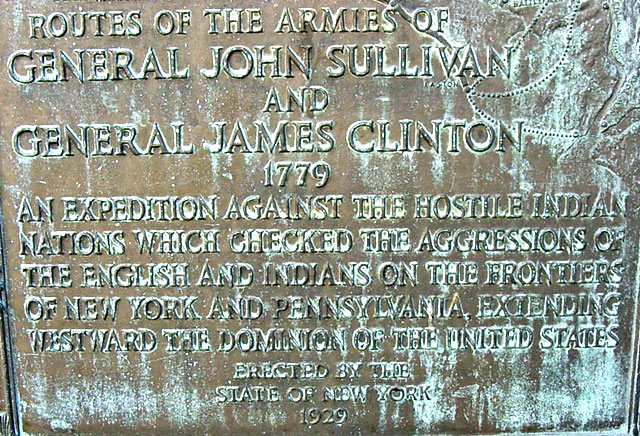 ROUTES OF THE ARMIES OF
GENERAL JOHN SULLIVAN
EASTON
AND
GENERAL JAMES CLINTON
1779
AN EXPEDITION AGAINST THE HOSTILE INDIAN
NATIONS WHICH CHECKED THE AGGRESSIONS OF
THE ENGLISH AND INDIANS ON THE FRONTIERS
OF NEW YORK AND PENNSYLVANIA, EXTENDING
WESTWARD THE DOMINION OF THE UNITED STATES
ERECTED BY THE
STATE OF NEW YORK
1929